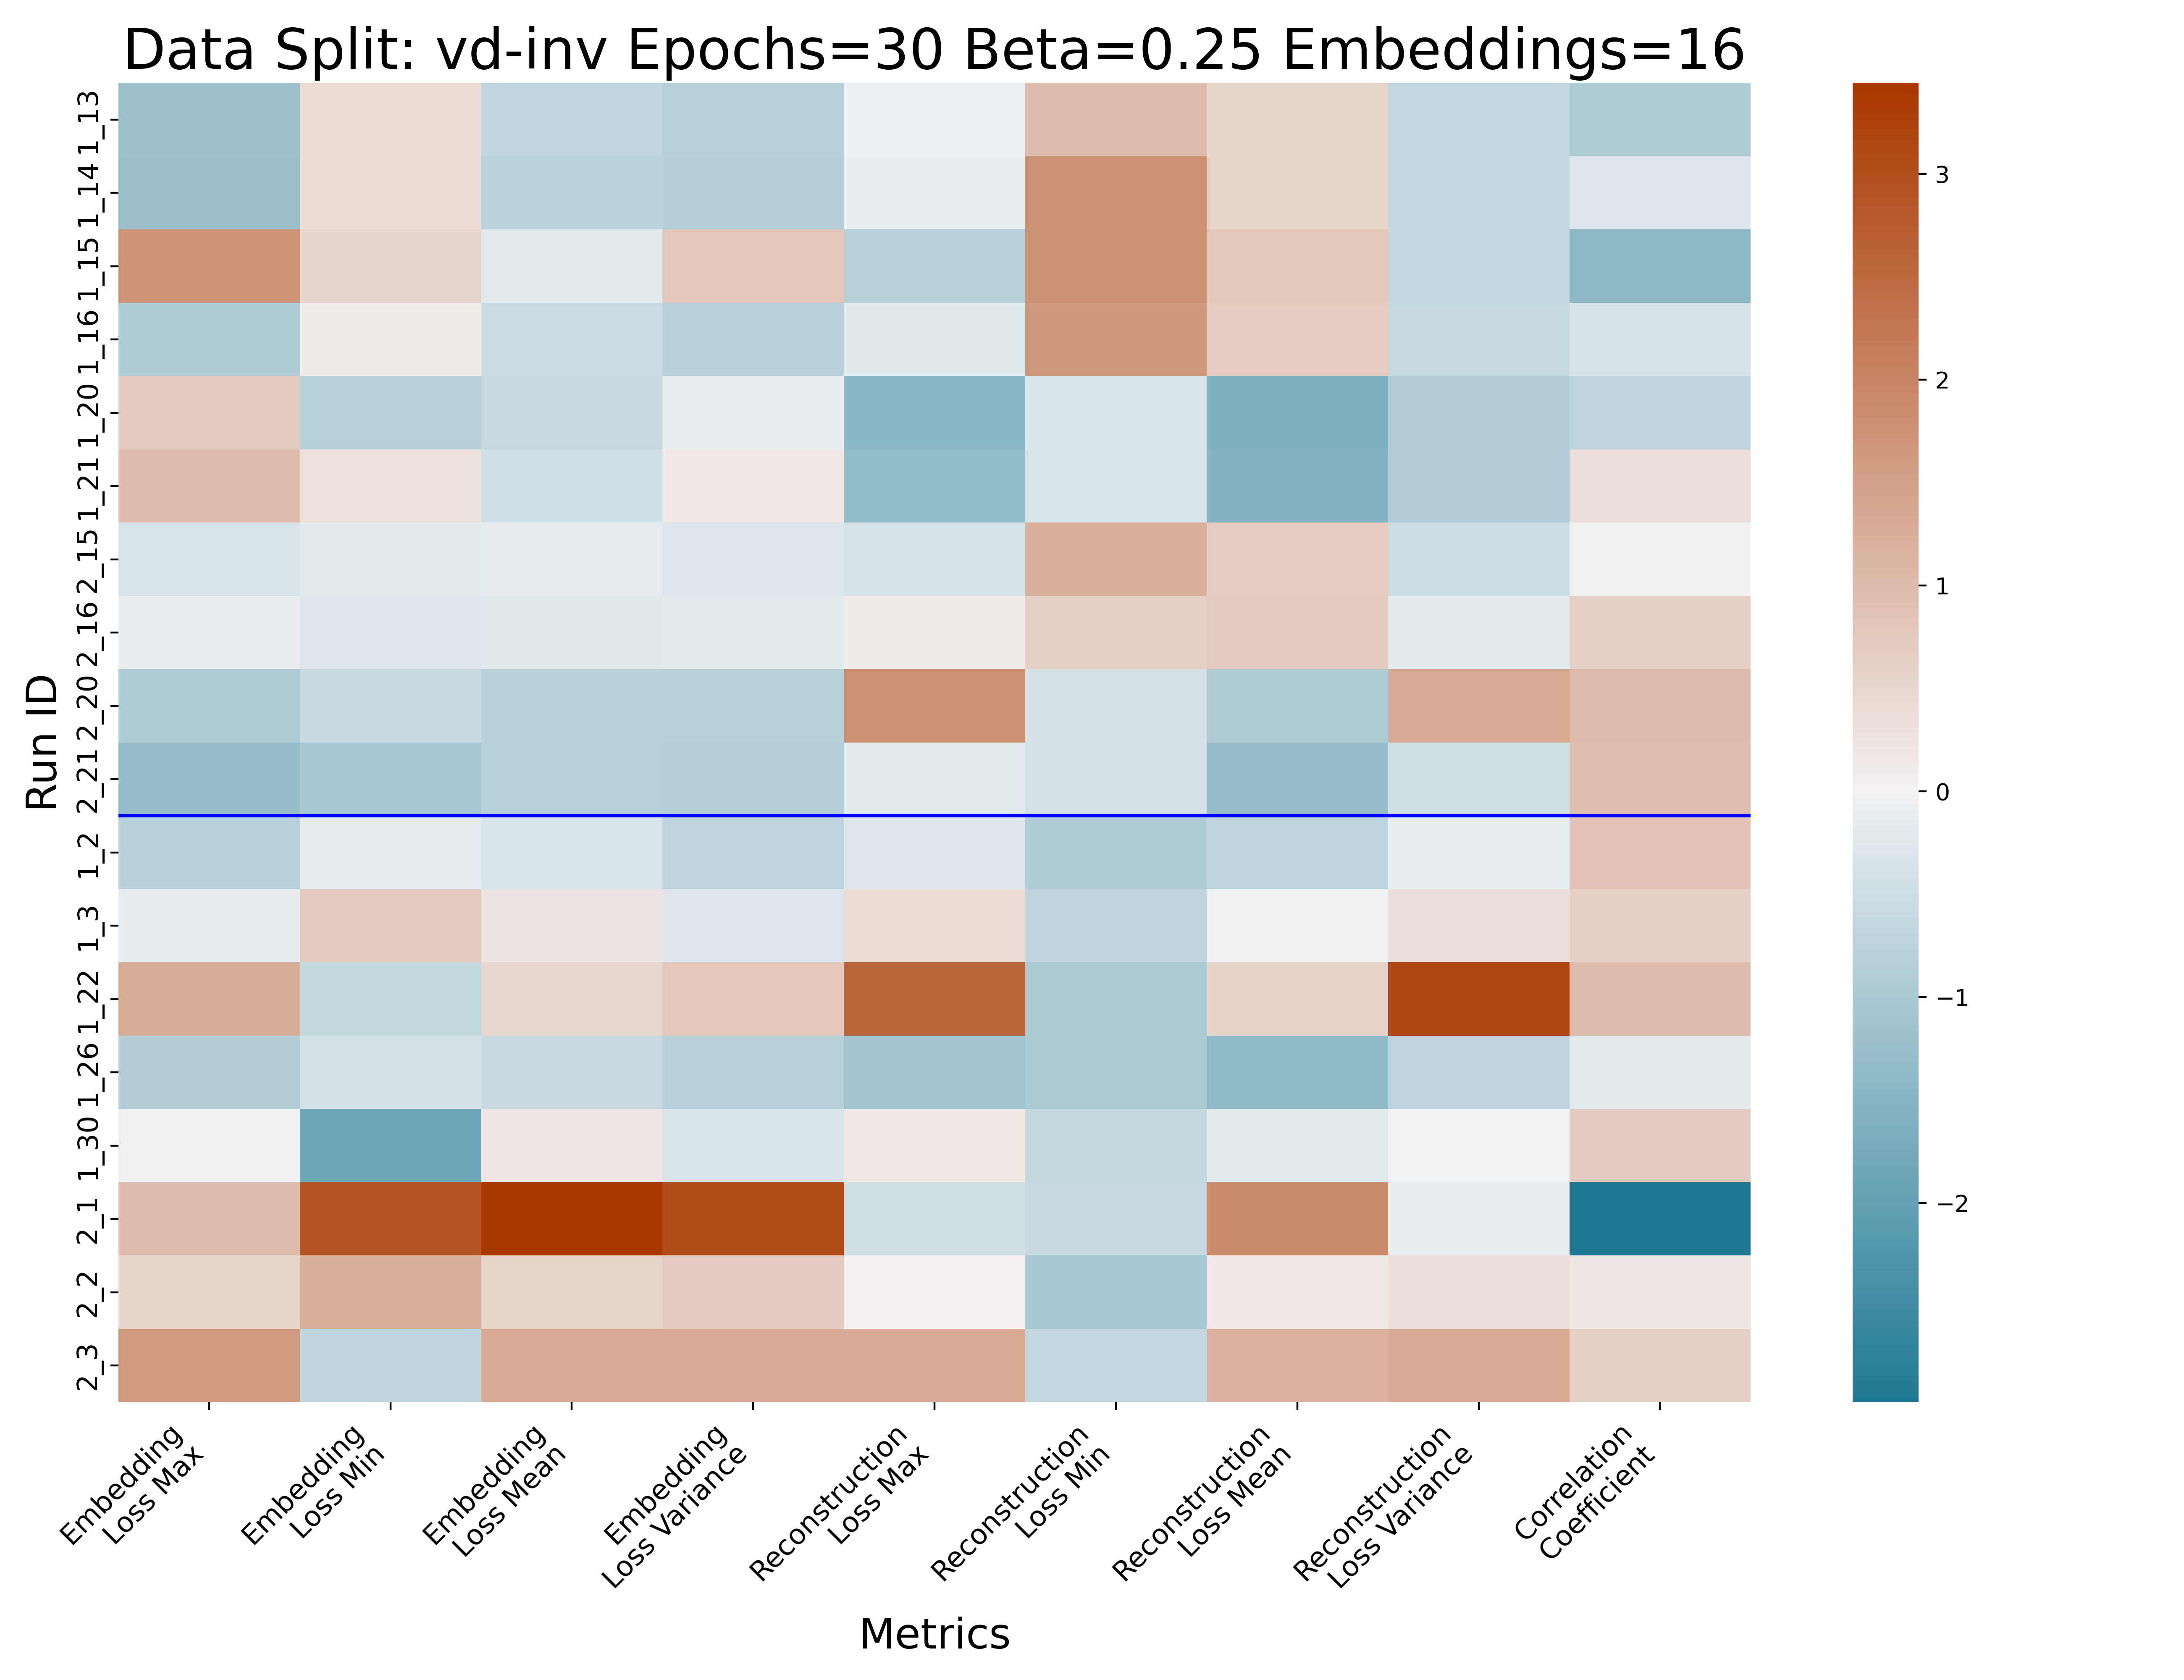 Data Split: vd-inv Epochs=30 Beta=0.25 Embeddings=16
Run ID
1_13
1_14
1_15
1_16
1_20
1_21
2_15
2_16
2_20
2_21
1_2
1_3
1_22
1_26
1_30
2_1
2_2
2_3
Embedding
Loss Max
Embedding
Loss Min
Embedding
Loss Mean
Embedding
Loss Variance
Reconstruction
Loss Max
Reconstruction
Loss Min
Reconstruction
Loss Mean
Reconstruction
Loss Variance
Correlation
Coefficient
Metrics
3
2
1
0
−1
−2